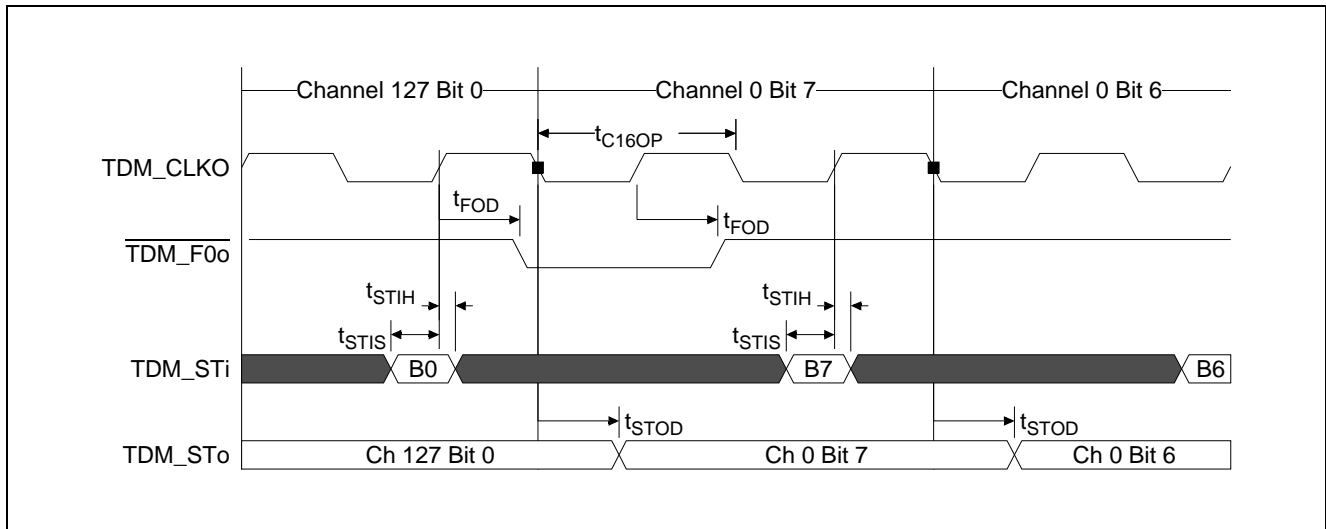 Channel 127 Bit 0 Channel 0 Bit 7 Channel 0 Bit 6
tC16OP
TDM_CLKO
tFOD tFOD
TDM_F0o
tSTIH tSTIH
tSTIS tSTIS
TDM_STi B0 B7 B6
tSTOD tSTOD
TDM_STo Ch 127 Bit 0 Ch 0 Bit 7 Ch 0 Bit 6